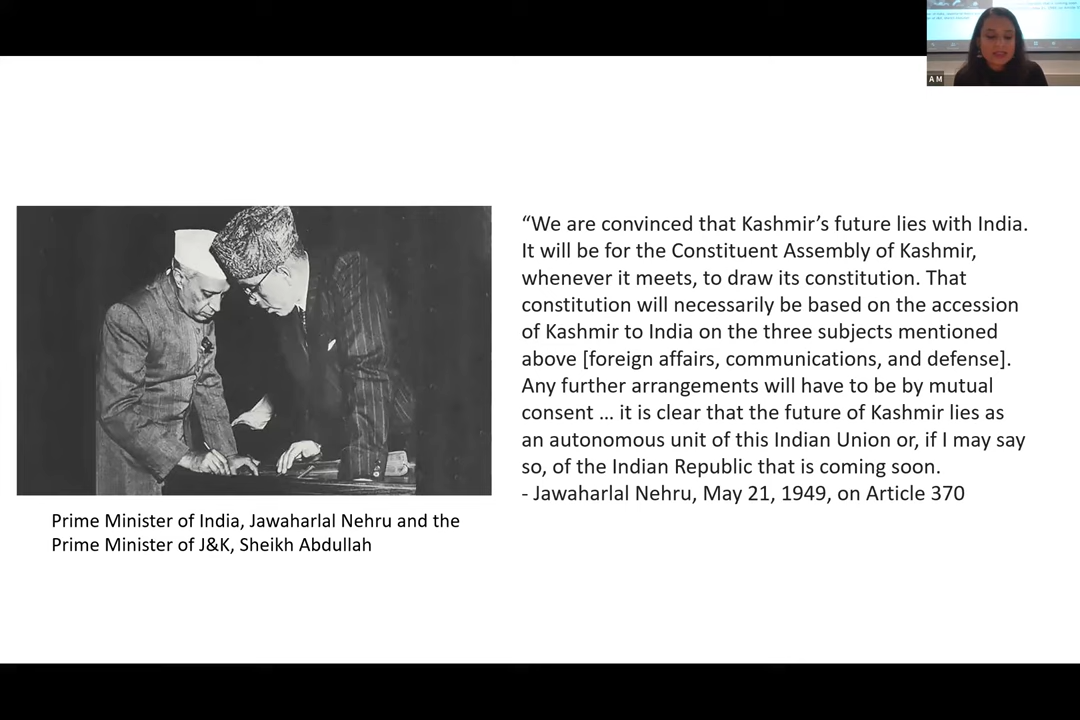 AM
“We are convinced that Kashmir’s future lies with India.
It will be for the Constituent Assembly of Kashmir,
whenever it meets, to draw its constitution. That
constitution will necessarily be based on the accession
of Kashmir to India on the three subjects mentioned
above [foreign affairs, communications, and defense].
Any further arrangements will have to be by mutual
consent … it is clear that the future of Kashmir lies as
an autonomous unit of this Indian Union or, if I may say
so, of the Indian Republic that is coming soon.
- Jawaharlal Nehru, May 21, 1949, on Article 370
Prime Minister of India, Jawaharlal Nehru and the
Prime Minister of J&K, Sheikh Abdullah